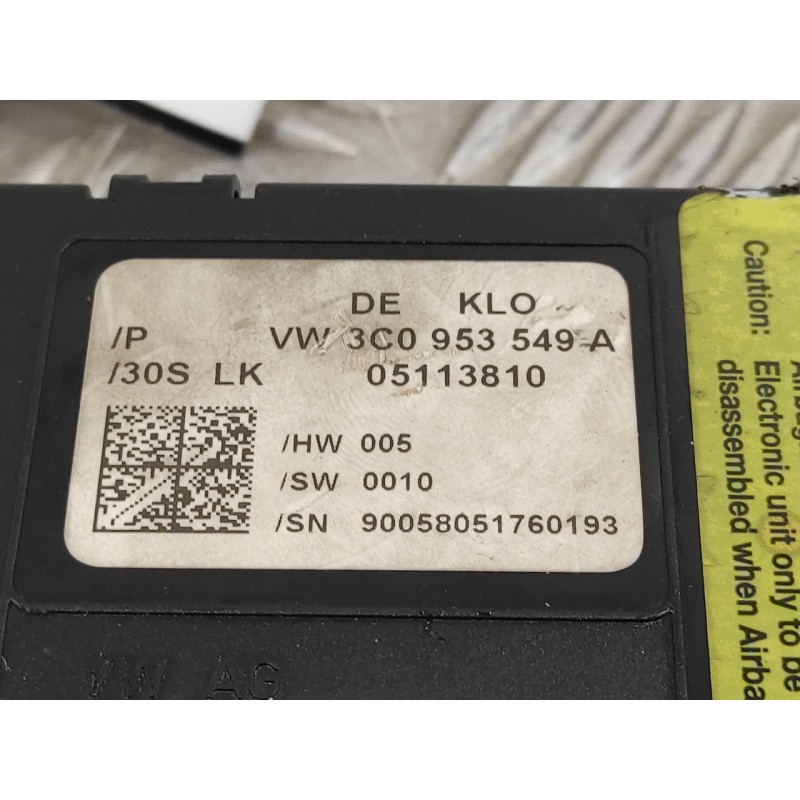 DE KLO
/P VW 3C0 953 549 A
/30S LK 05113810
/HW 005
/SW 0010
/SN 90058051760193
VW AG
Caution:
Electronic unit only to be
disassembled when Airba